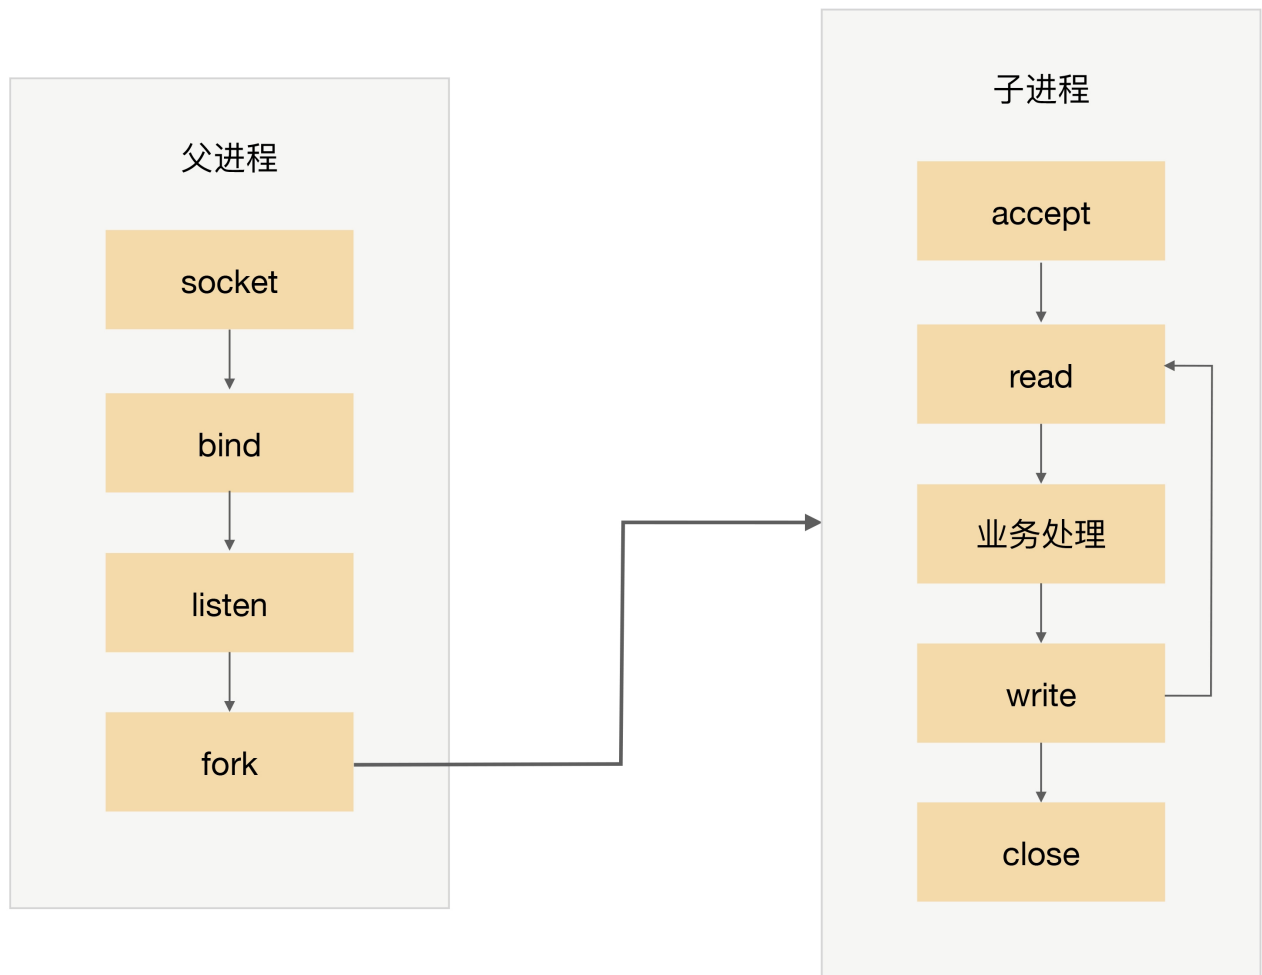 父进程
socket
bind
listen
fork
子进程
accept
read
业务处理
write
close